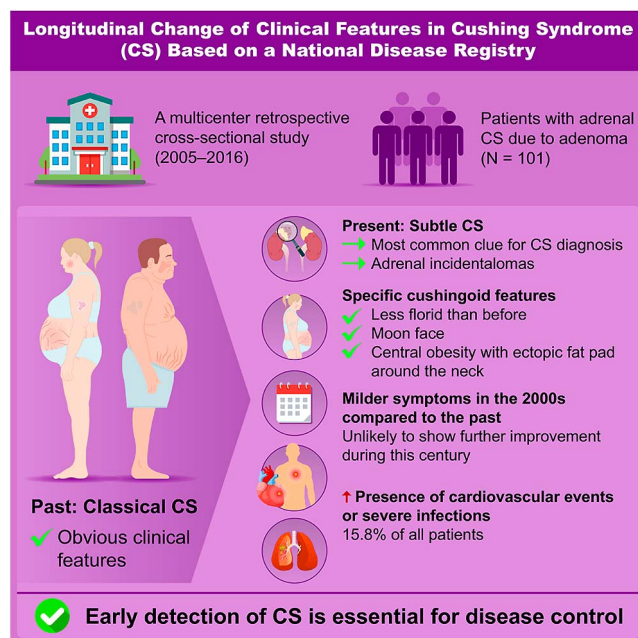 Longitudinal Change of Clinical Features in Cushing Syndrome
(CS) Based on a National Disease Registry
A multicenter retrospective
cross-sectional study
(2005–2016)
Patients with adrenal
CS due to adenoma
(N = 101)
Past: Classical CS
Obvious clinical
features
Present: Subtle CS
Most common clue for CS diagnosis
Adrenal incidentalomas
Specific cushingoid features
Less florid than before
Moon face
Central obesity with ectopic fat pad
around the neck
Milder symptoms in the 2000s
compared to the past
Unlikely to show further improvement
during this century
↑ Presence of cardiovascular events
or severe infections
15.8% of all patients
Early detection of CS is essential for disease control